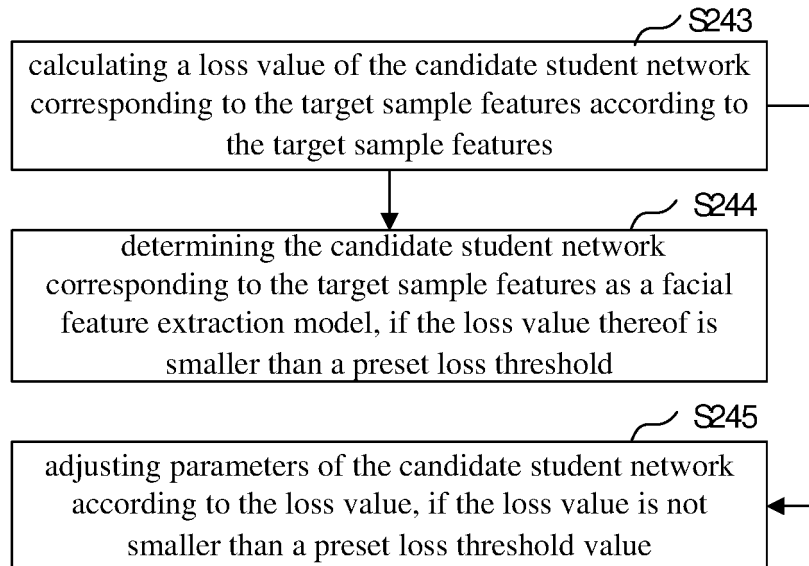 S243
calculating a loss value of the candidate student network
corresponding to the target sample features according to
the target sample features
S244
determining the candidate student network
corresponding to the target sample features as a facial
feature extraction model, if the loss value thereof is
smaller than a preset loss threshold
S245
adjusting parameters of the candidate student network
according to the loss value, if the loss value is not
smaller than a preset loss threshold value